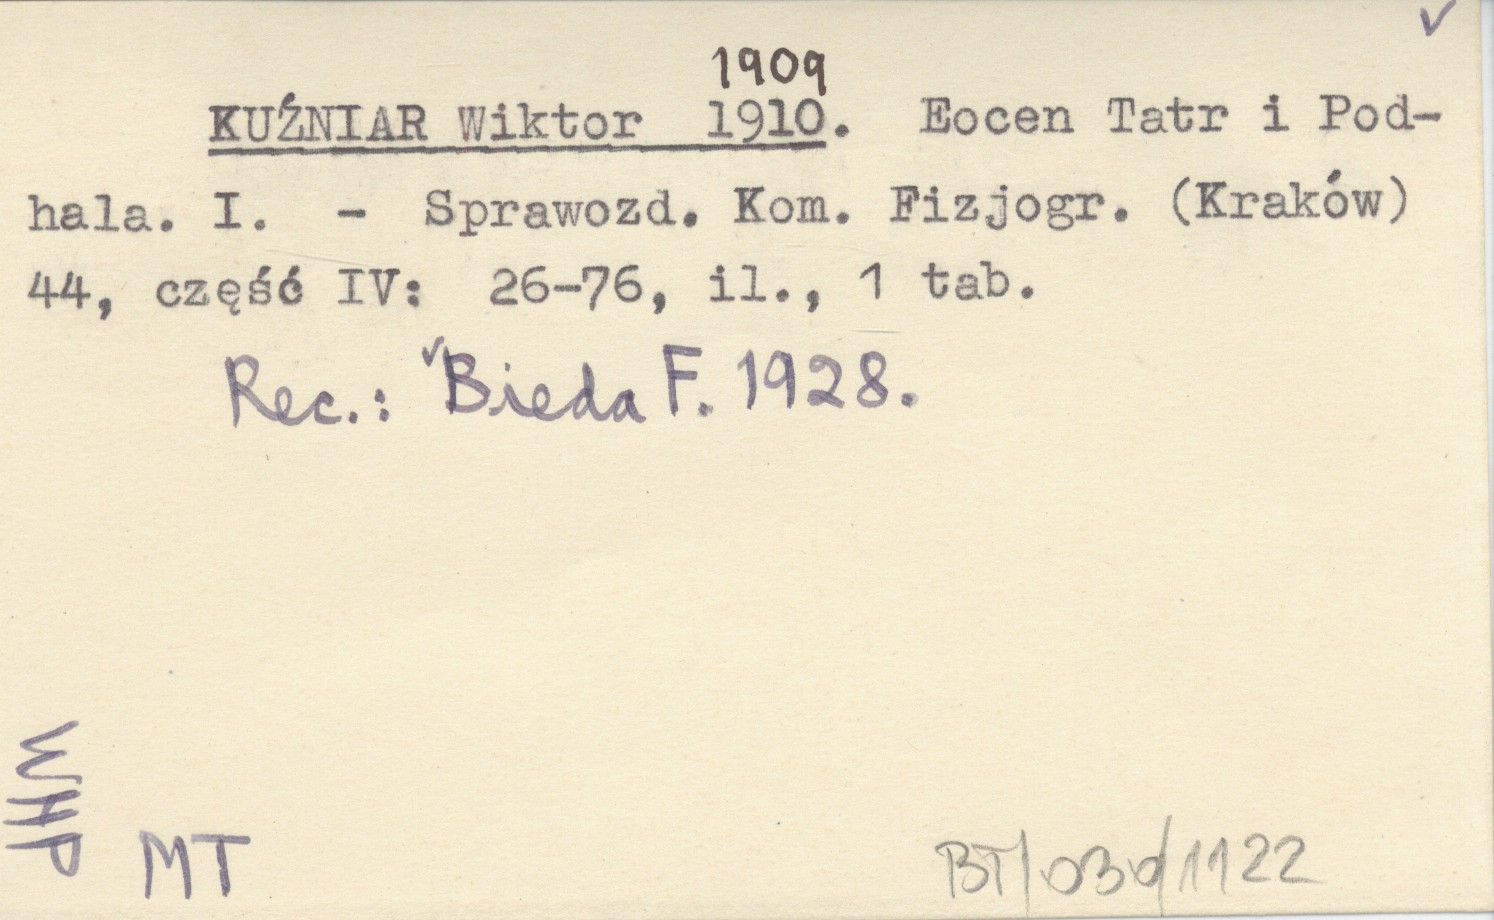 1909
KUŹNIAR Wiktor 1910. Eocen Tatr i Pod-
hala. I. - Sprawozd. Kom. Fizjogr. (Kraków)
44, część IV: 26-76, il., 1 tab.
Rec.: Bieda F. 1928.
WHP
MT
BT/030/1122